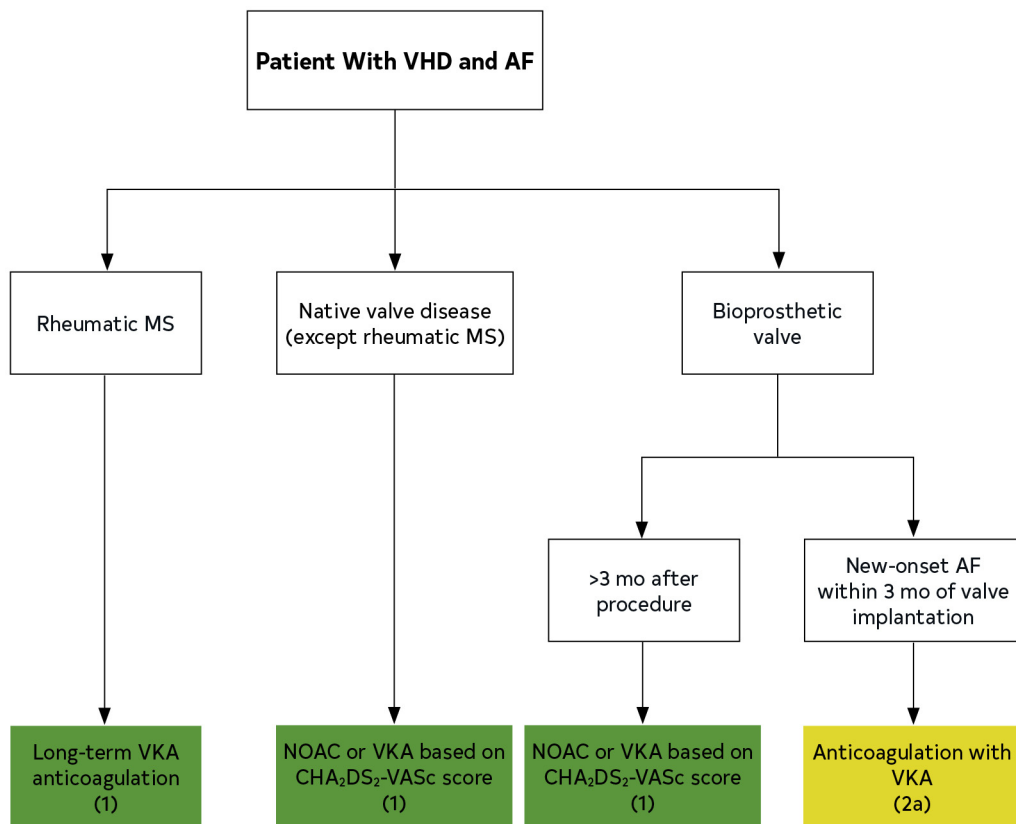 Patient With VHD and AF
Rheumatic MS
Native valve disease
(except rheumatic MS)
Bioprosthetic
valve
>3 mo after
procedure
New-onset AF
within 3 mo of valve
implantation
Long-term VKA
anticoagulation
(1)
NOAC or VKA based on
CHA₂DS₂-VASc score
(1)
NOAC or VKA based on
CHA₂DS₂-VASc score
(1)
Anticoagulation with
VKA
(2a)